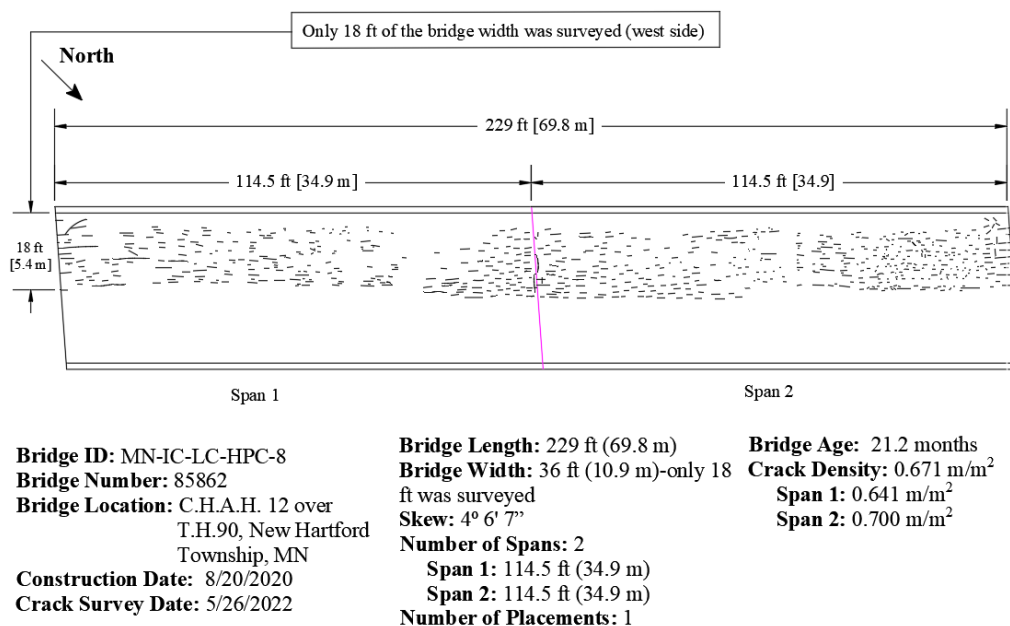 Only 18 ft of the bridge width was surveyed (west side)
North
229 ft [69.8 m]
114.5 ft [34.9 m]
114.5 ft [34.9]
18 ft
[5.4 m]
Span 1
Span 2
Bridge ID: MN-IC-LC-HPC-8
Bridge Number: 85862
Bridge Location: C.H.A.H. 12 over
T.H.90, New Hartford
Township, MN
Construction Date: 8/20/2020
Crack Survey Date: 5/26/2022
Bridge Length: 229 ft (69.8 m)
Bridge Width: 36 ft (10.9 m)-only 18
ft was surveyed
Skew: 4º 6' 7”
Number of Spans: 2
Span 1: 114.5 ft (34.9 m)
Span 2: 114.5 ft (34.9 m)
Number of Placements: 1
Bridge Age: 21.2 months
Crack Density: 0.671 m/m²
Span 1: 0.641 m/m²
Span 2: 0.700 m/m²